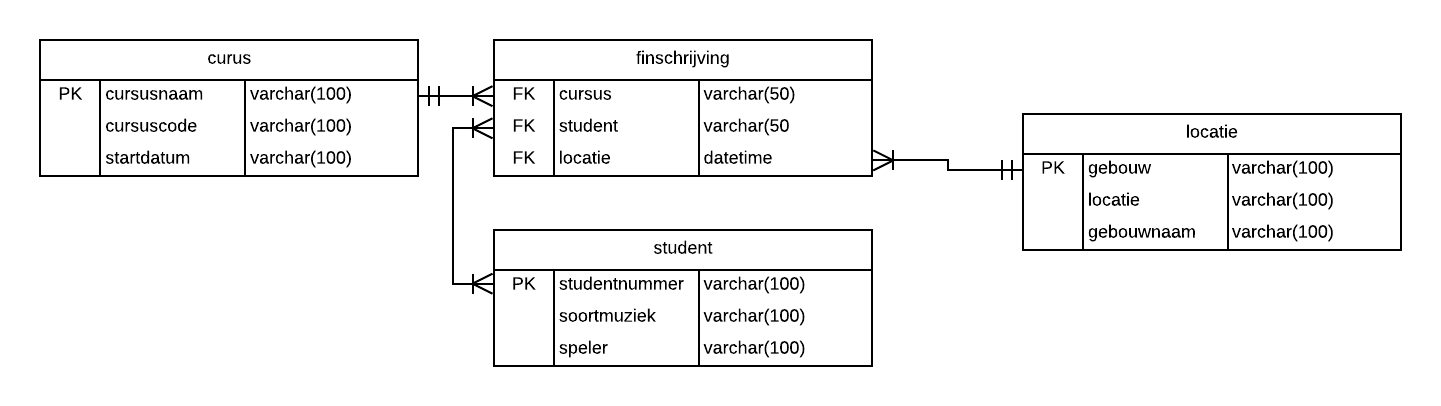 curus
PK cursusnaam varchar(100)
cursuscode varchar(100)
startdatum varchar(100)
finschrijving
FK cursus varchar(50)
FK student varchar(50
FK locatie datetime
locatie
PK gebouw varchar(100)
locatie varchar(100)
gebouwnaam varchar(100)
student
PK studentnummer varchar(100)
soortmuziek varchar(100)
speler varchar(100)